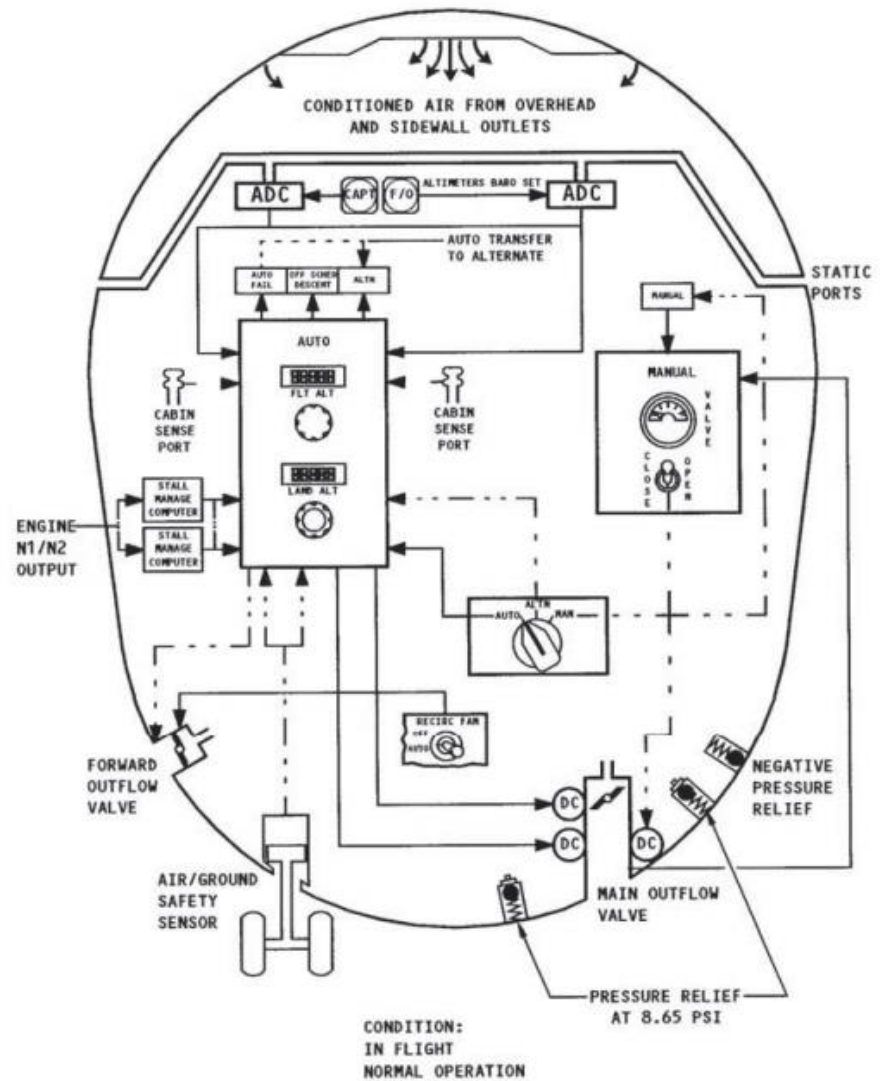 CONDITIONED AIR FROM OVERHEAD
AND SIDEWALL OUTLETS
ADC
CAPT
F/O
ALTIMETERS BARO SET
ADC
AUTO TRANSFER
TO ALTERNATE
AUTO
FAIL
OFF SCHED
DESCENT
ALTN
STATIC
PORTS
MANUAL
AUTO
FLT ALT
LAND ALT
CABIN
SENSE
PORT
CABIN
SENSE
PORT
MANUAL
VALVE
CLOSE
OPEN
STALL
MANAGE
COMPUTER
STALL
MANAGE
COMPUTER
ENGINE
N1/N2
OUTPUT
ALTN
AUTO
MAN
RECIRC FAN
OFF
AUTO
FORWARD
OUTFLOW
VALVE
NEGATIVE
PRESSURE
RELIEF
DC
DC
DC
AIR/GROUND
SAFETY
SENSOR
MAIN OUTFLOW
VALVE
PRESSURE RELIEF
AT 8.65 PSI
CONDITION:
IN FLIGHT
NORMAL OPERATION